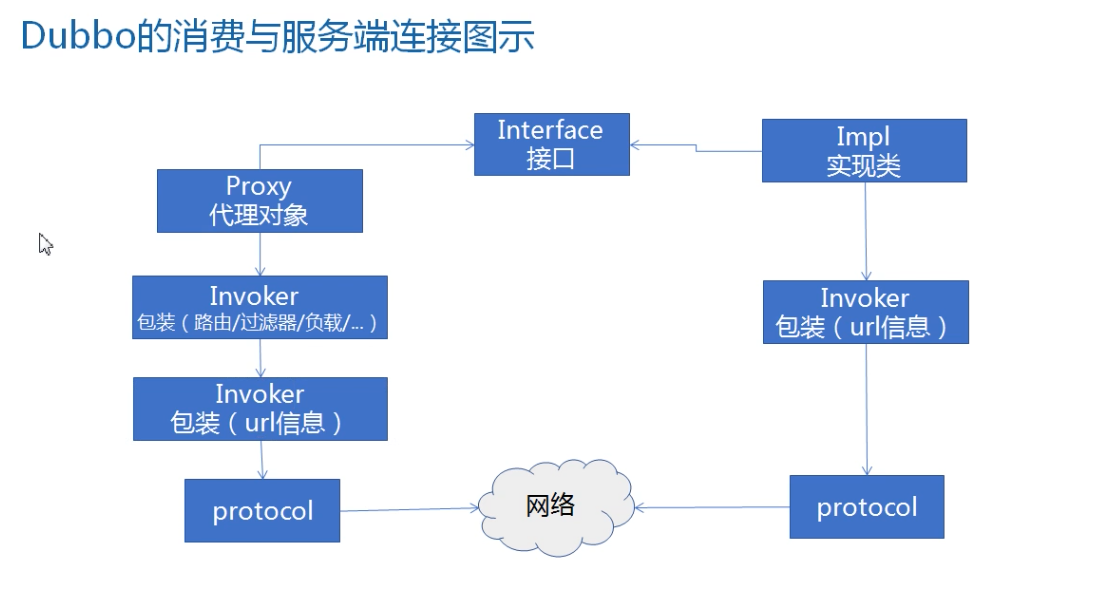 Dubbo的消费与服务端连接图示
Interface
接口
Impl
实现类
Proxy
代理对象
Invoker
包装（路由/过滤器/负载/...）
Invoker
包装（url信息）
Invoker
包装（url信息）
protocol
网络
protocol